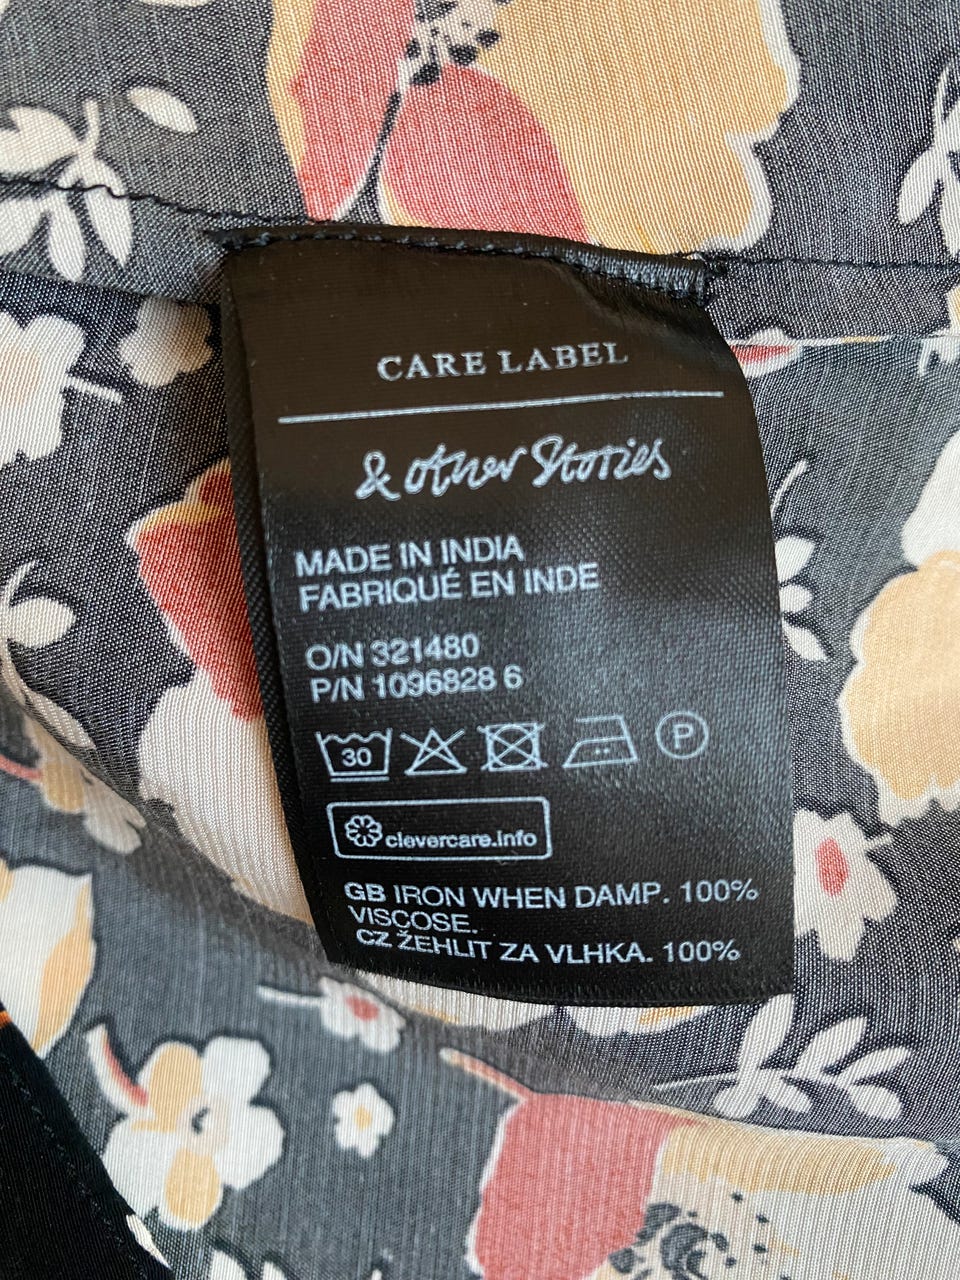 CARE LABEL
& other Stories
MADE IN INDIA
FABRIQUÉ EN INDE
O/N 321480
P/N 1096828 6
30 P
clevercare.info
GB IRON WHEN DAMP. 100%
VISCOSE.
CZ ŽEHLIT ZA VLHKA. 100%